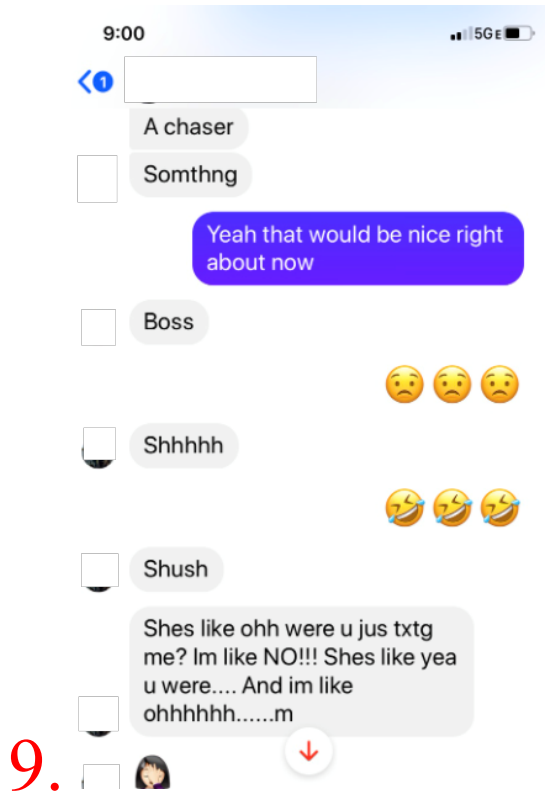 9:00
5GE
1
A chaser
Somthng
Yeah that would be nice right
about now
Boss
😟 😟 😟
Shhhhh
🤣 🤣 🤣
Shush
Shes like ohh were u jus txtg
me? Im like NO!!! Shes like yea
u were.... And im like
ohhhhhh......m
🤦🏻‍♀️
9.